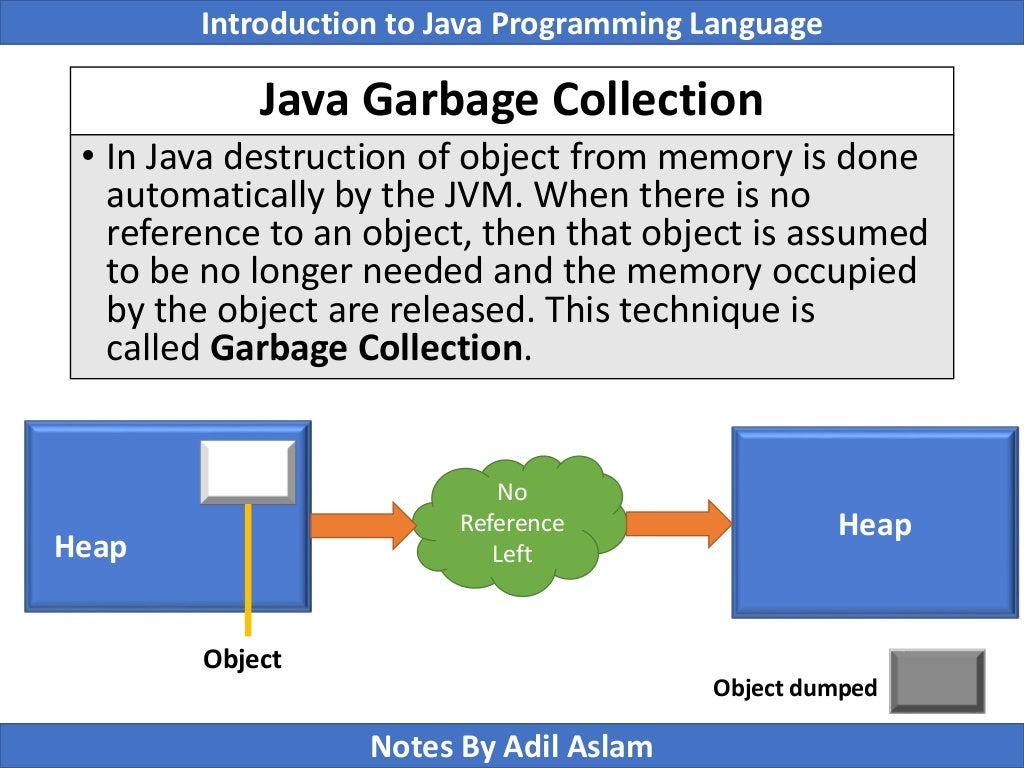 Introduction to Java Programming Language
Java Garbage Collection
• In Java destruction of object from memory is done
automatically by the JVM. When there is no
reference to an object, then that object is assumed
to be no longer needed and the memory occupied
by the object are released. This technique is
called Garbage Collection.
Heap
No
Reference
Left
Heap
Object
Object dumped
Notes By Adil Aslam